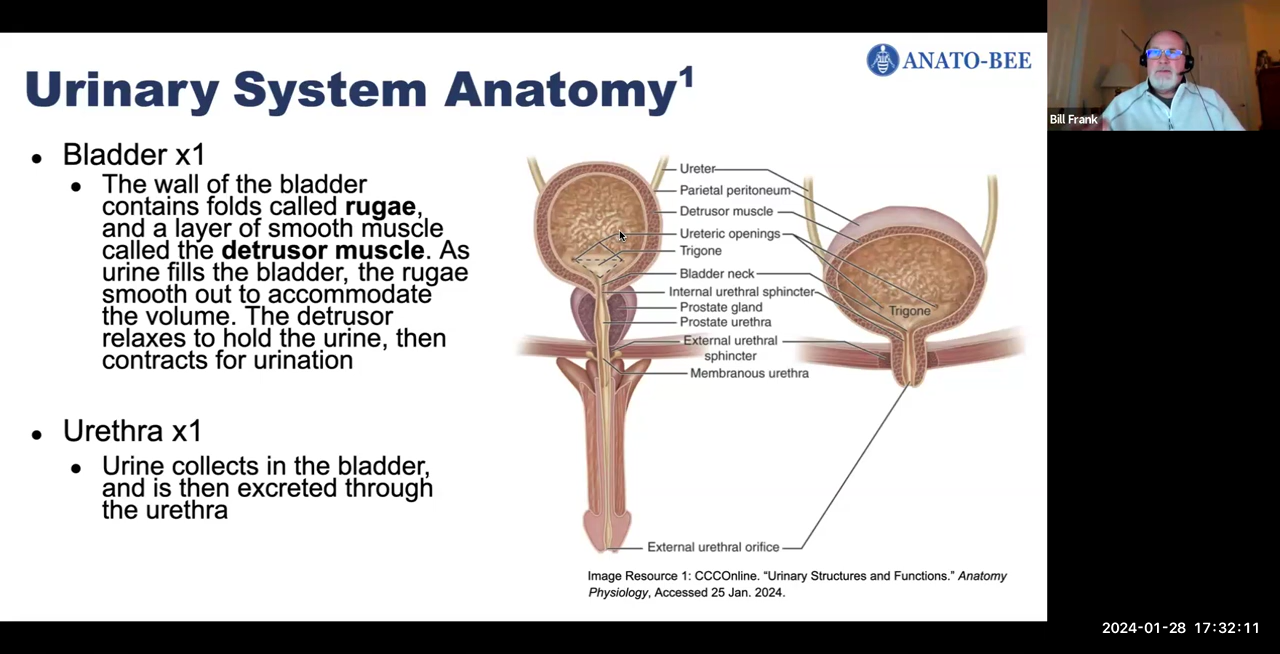 Urinary System Anatomy¹
ANATO-BEE
Bill Frank
• Bladder x1
• The wall of the bladder
contains folds called rugae,
and a layer of smooth muscle
called the detrusor muscle. As
urine fills the bladder, the rugae
smooth out to accommodate
the volume. The detrusor
relaxes to hold the urine, then
contracts for urination
• Urethra x1
• Urine collects in the bladder,
and is then excreted through
the urethra
Ureter
Parietal peritoneum
Detrusor muscle
Ureteric openings
Trigone
Bladder neck
Internal urethral sphincter
Prostate gland
Prostate urethra
External urethral
sphincter
Membranous urethra
Trigone
External urethral orifice
Image Resource 1: CCCOnline. “Urinary Structures and Functions.” Anatomy
Physiology, Accessed 25 Jan. 2024.
2024-01-28 17:32:11